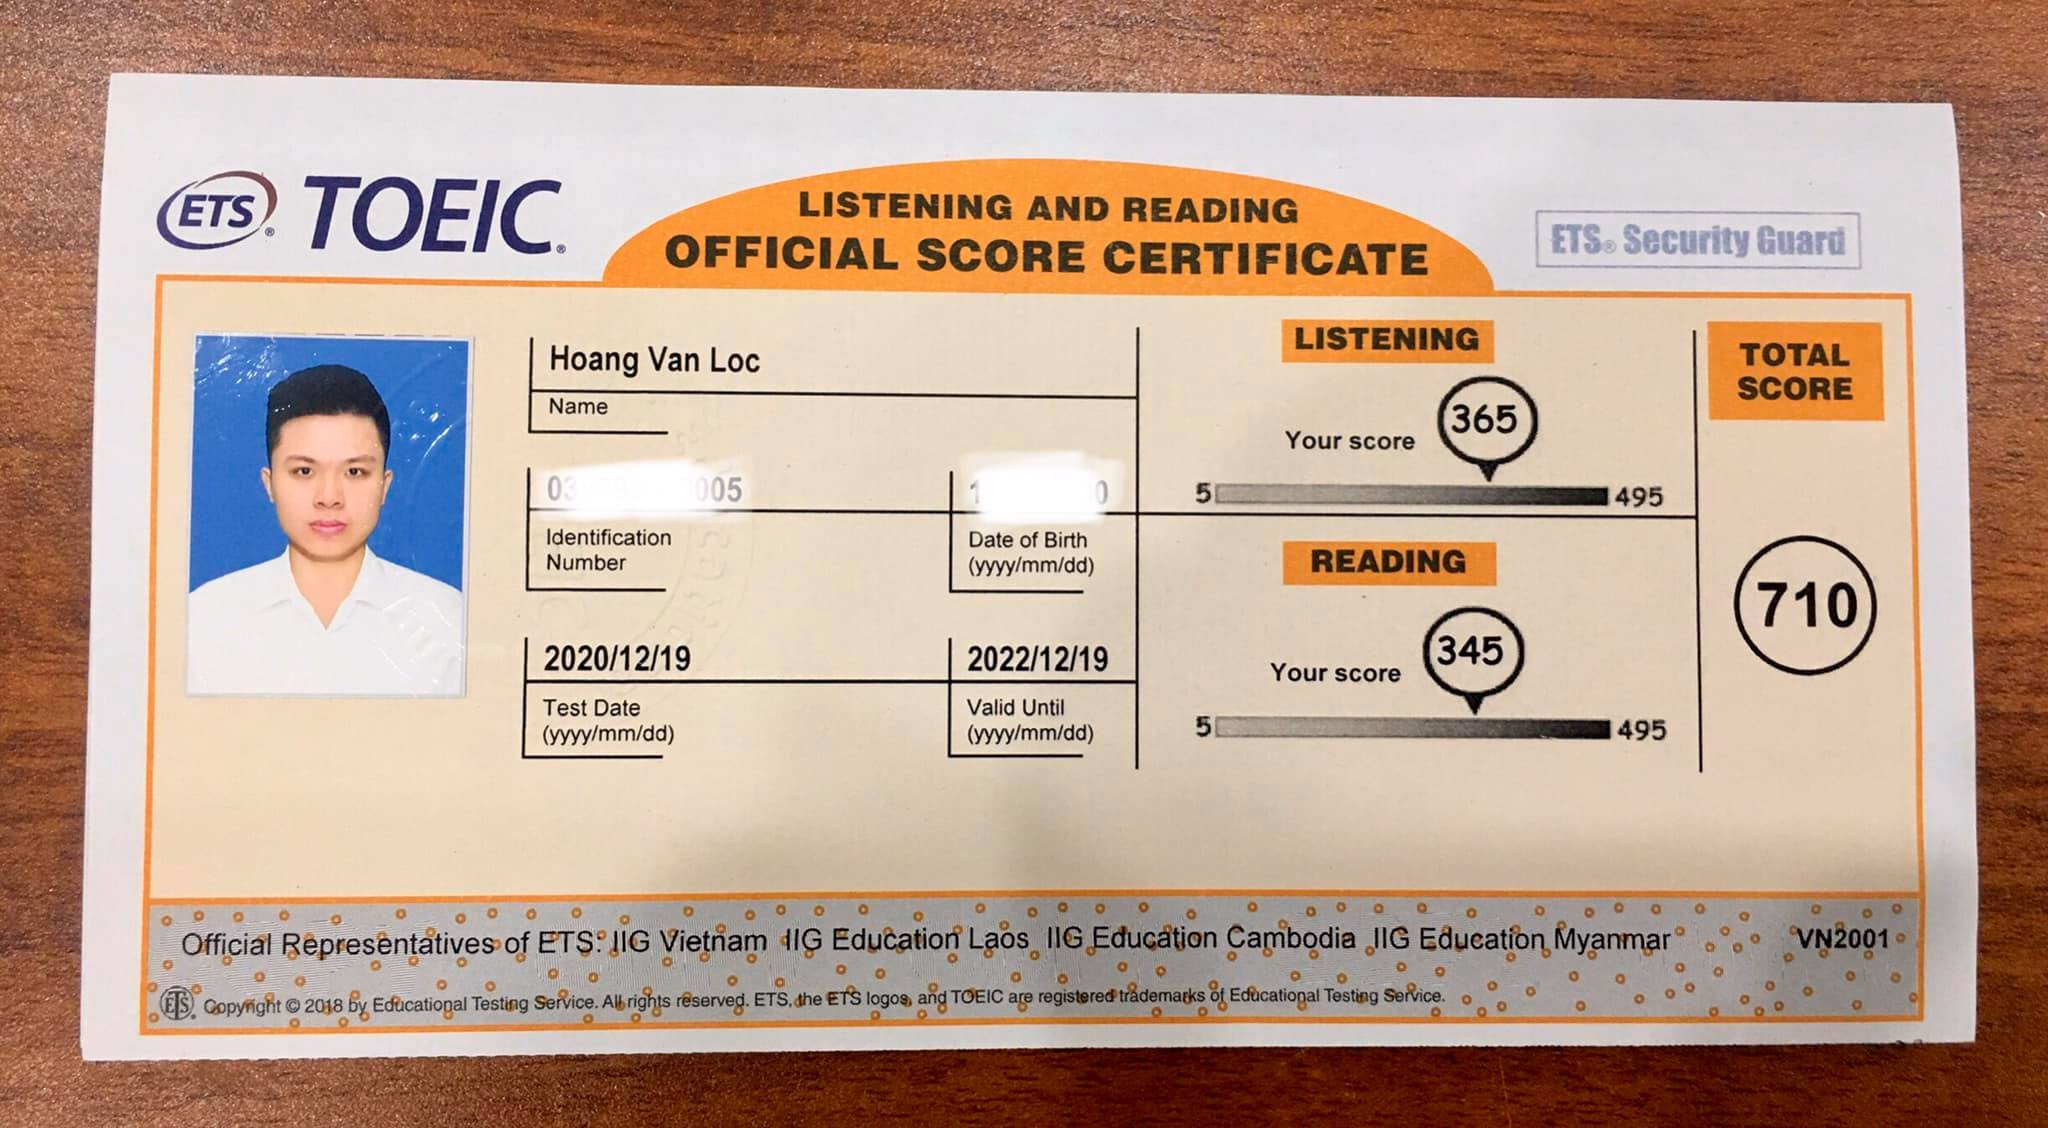 ETS® TOEIC®
LISTENING AND READING
OFFICIAL SCORE CERTIFICATE
ETS® Security Guard
Hoang Van Loc
Name
005
Identification
Number
Date of Birth
(yyyy/mm/dd)
2020/12/19
Test Date
(yyyy/mm/dd)
2022/12/19
Valid Until
(yyyy/mm/dd)
LISTENING
Your score 365
5 495
READING
Your score 345
5 495
TOTAL
SCORE
710
Official Representatives of ETS: IIG Vietnam IIG Education Laos IIG Education Cambodia IIG Education Myanmar VN2001
ETS® Copyright © 2018 by Educational Testing Service. All rights reserved. ETS, the ETS logos, and TOEIC are registered trademarks of Educational Testing Service.